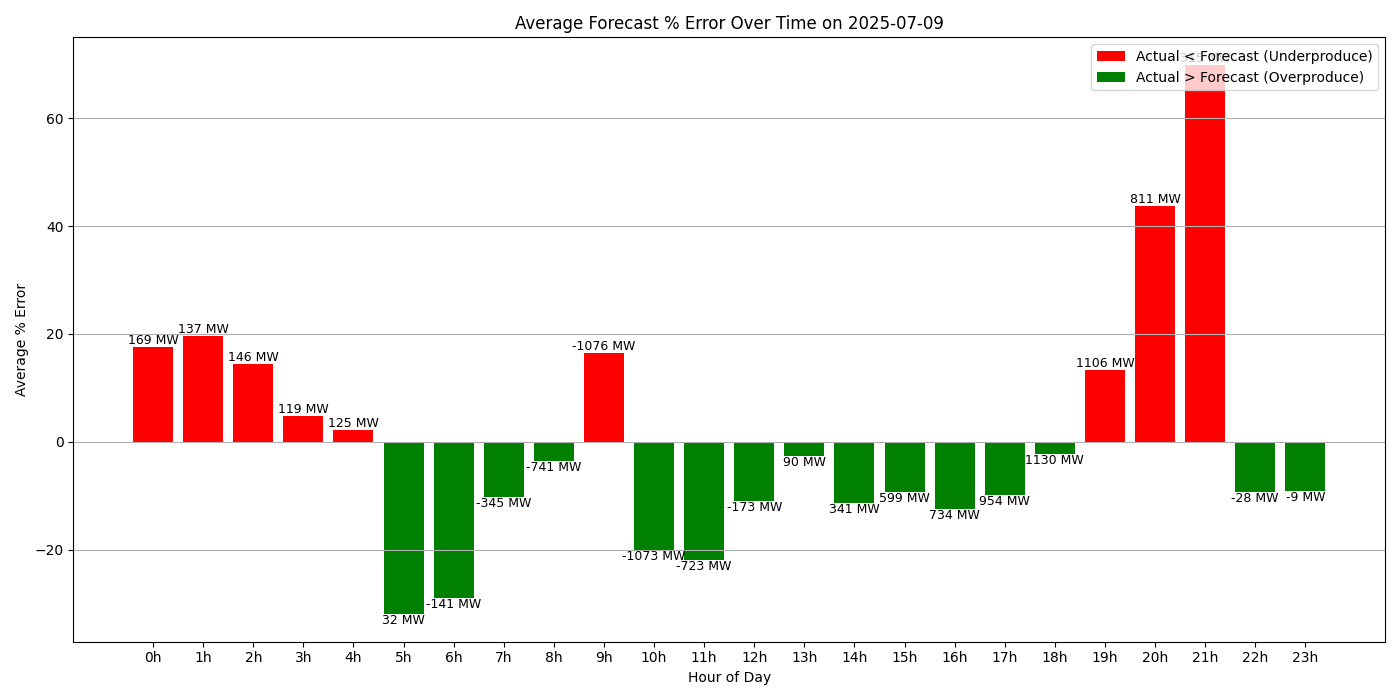 Average Forecast % Error Over Time on 2025-07-09
Actual < Forecast (Underproduce)
Actual > Forecast (Overproduce)
Average % Error
60
40
20
0
−20
169 MW
137 MW
146 MW
119 MW
125 MW
32 MW
-141 MW
-345 MW
-741 MW
-1076 MW
-1073 MW
-723 MW
-173 MW
90 MW
341 MW
599 MW
734 MW
954 MW
1130 MW
1106 MW
811 MW
-28 MW
-9 MW
0h 1h 2h 3h 4h 5h 6h 7h 8h 9h 10h 11h 12h 13h 14h 15h 16h 17h 18h 19h 20h 21h 22h 23h
Hour of Day